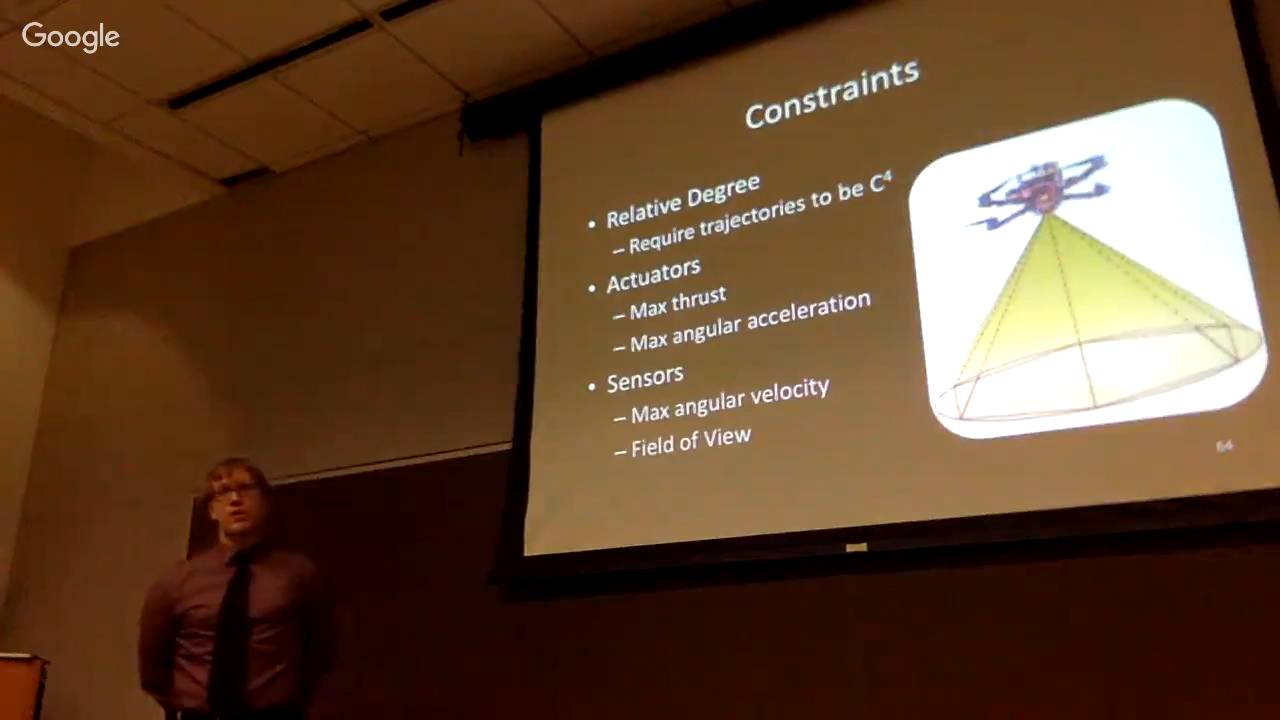 Google
Constraints
• Relative Degree
– Require trajectories to be C⁴
• Actuators
– Max thrust
– Max angular acceleration
• Sensors
– Max angular velocity
– Field of View
64